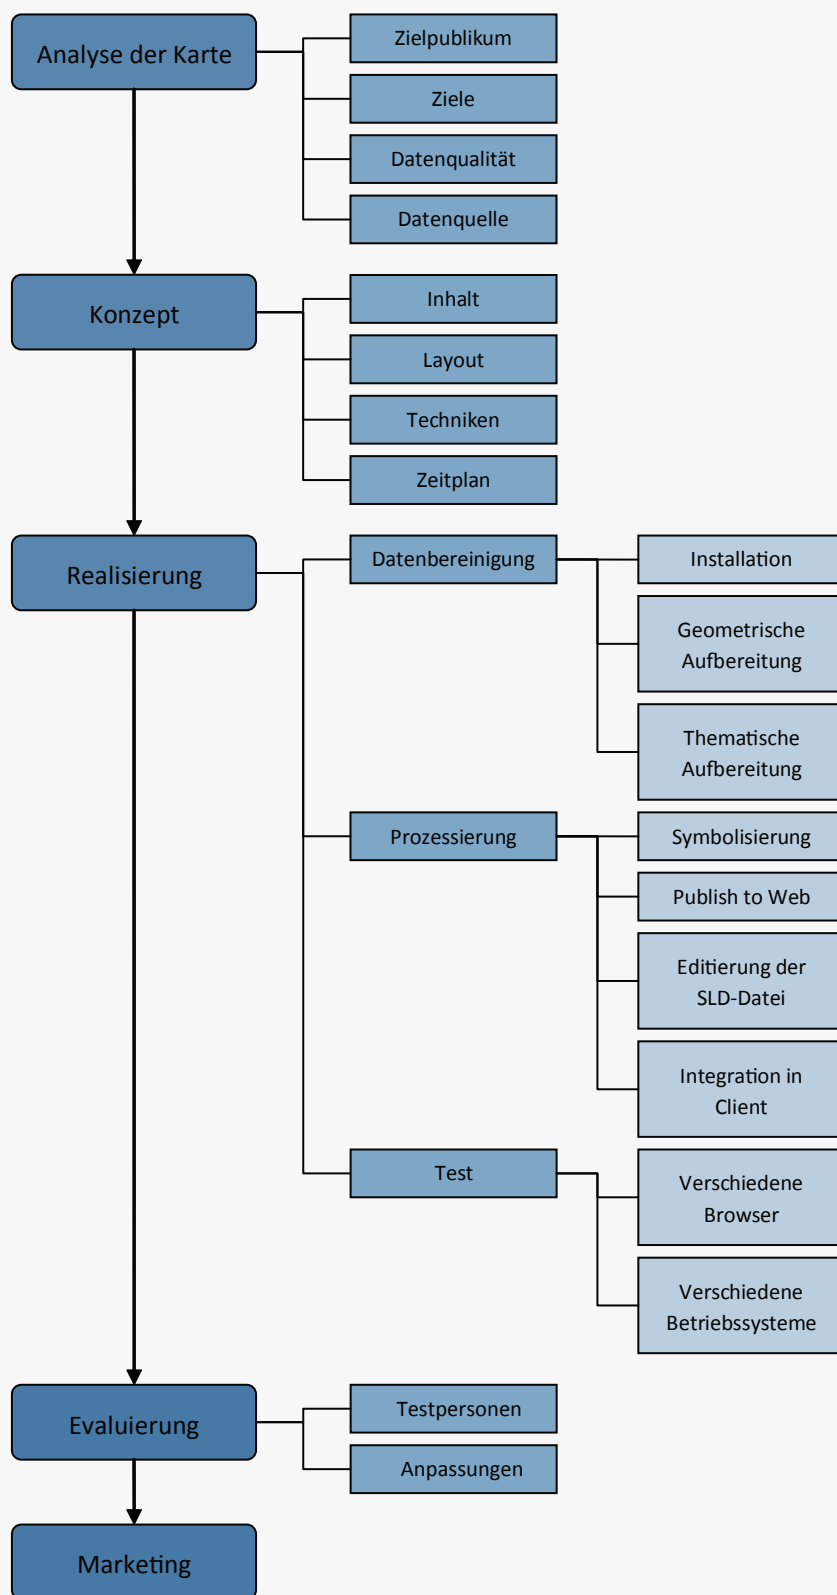 Analyse der Karte
Zielpublikum
Ziele
Datenqualität
Datenquelle
Konzept
Inhalt
Layout
Techniken
Zeitplan
Realisierung
Datenbereinigung
Installation
Geometrische
Aufbereitung
Thematische
Aufbereitung
Prozessierung
Symbolisierung
Publish to Web
Editierung der
SLD-Datei
Integration in
Client
Test
Verschiedene
Browser
Verschiedene
Betriebssysteme
Evaluierung
Testpersonen
Anpassungen
Marketing